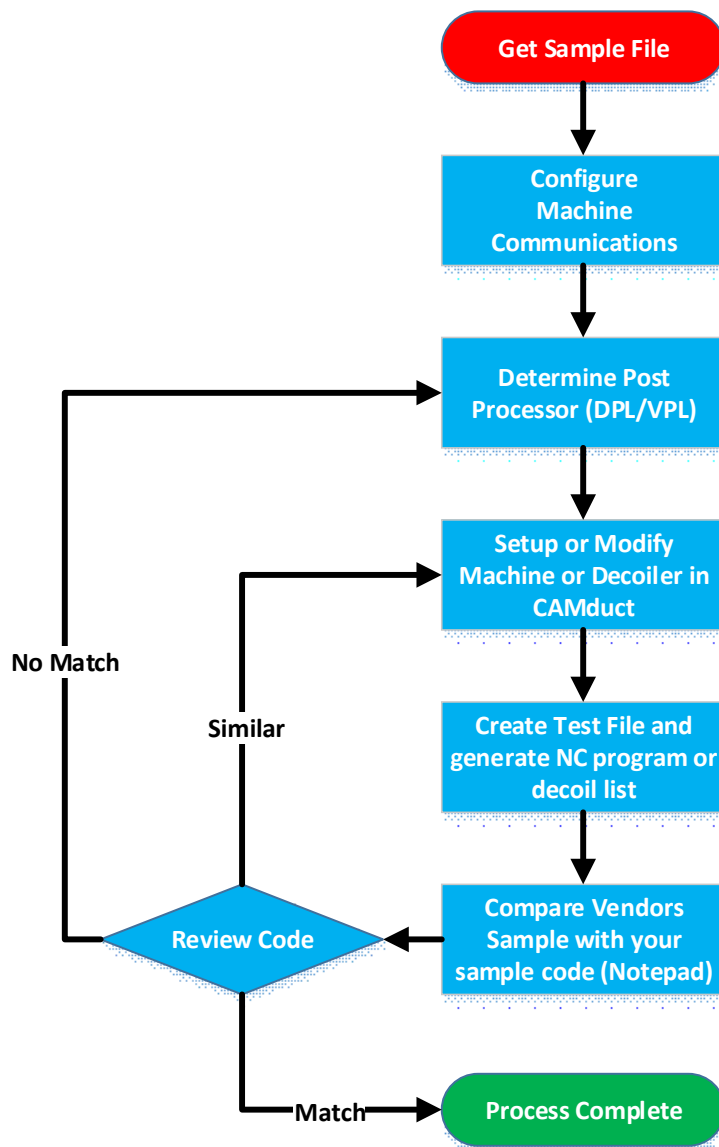 Get Sample File
Configure
Machine
Communications
Determine Post
Processor (DPL/VPL)
Setup or Modify
Machine or Decoiler in
CAMduct
No Match
Similar
Create Test File and
generate NC program or
decoil list
Review Code
Compare Vendors
Sample with your
sample code (Notepad)
Match
Process Complete